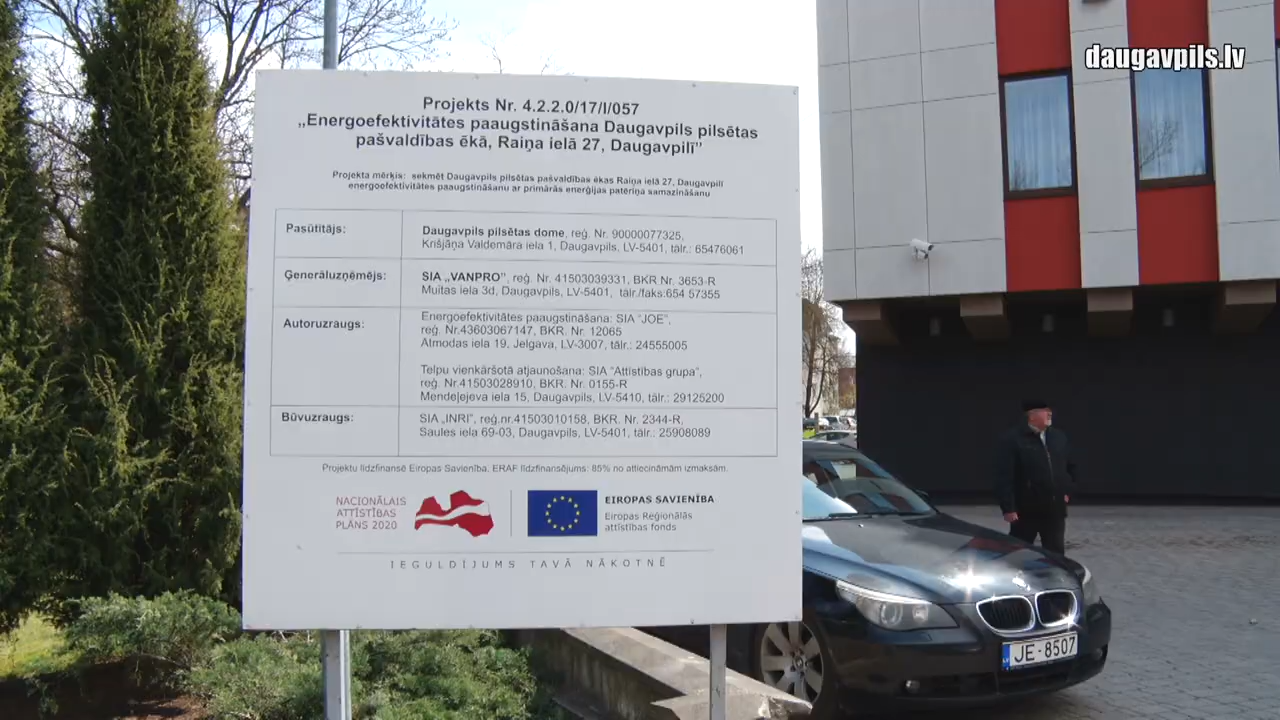 daugavpils.lv
Projekts Nr. 4.2.2.0/17/I/057
„Energoefektivitātes paaugstināšana Daugavpils pilsētas
pašvaldības ēkā, Raiņa ielā 27, Daugavpilī”
Projekta mērķis: sekmēt Daugavpils pilsētas pašvaldības ēkas Raiņa ielā 27, Daugavpilī
energoefektivitātes paaugstināšanu ar primārās enerģijas patēriņa samazināšanu
Pasūtītājs:
Daugavpils pilsētas dome, reģ. Nr. 90000077325,
Krišjāņa Valdemāra iela 1, Daugavpils, LV-5401, tālr.: 65476061
Ģenerāluzņēmējs:
SIA „VANPRO”, reģ. Nr. 41503039331, BKR Nr. 3653-R
Muitas iela 3d, Daugavpils, LV-5401, tālr./faks:654 57355
Autoruzraugs:
Energoefektivitātes paaugstināšana: SIA “JOE”,
reģ. Nr.43603067147, BKR. Nr. 12065
Atmodas iela 19, Jelgava, LV-3007, tālr.: 24555005
Telpu vienkāršotā atjaunošana: SIA “Attīstības grupa”,
reģ. Nr.41503028910, BKR. Nr. 0155-R
Mendeļejeva iela 15, Daugavpils, LV-5410, tālr.: 29125200
Būvuzraugs:
SIA „INRI”, reģ.nr.41503010158, BKR. Nr. 2344-R,
Saules iela 69-03, Daugavpils, LV-5401, tālr.: 25908089
Projektu līdzfinansē Eiropas Savienība. ERAF līdzfinansējums: 85% no attiecināmām izmaksām.
NACIONĀLAIS
ATTĪSTĪBAS
PLĀNS 2020
EIROPAS SAVIENĪBA
Eiropas Reģionālās
attīstības fonds
IEGULDĪJUMS TAVĀ NĀKOTNĒ
JE-8507